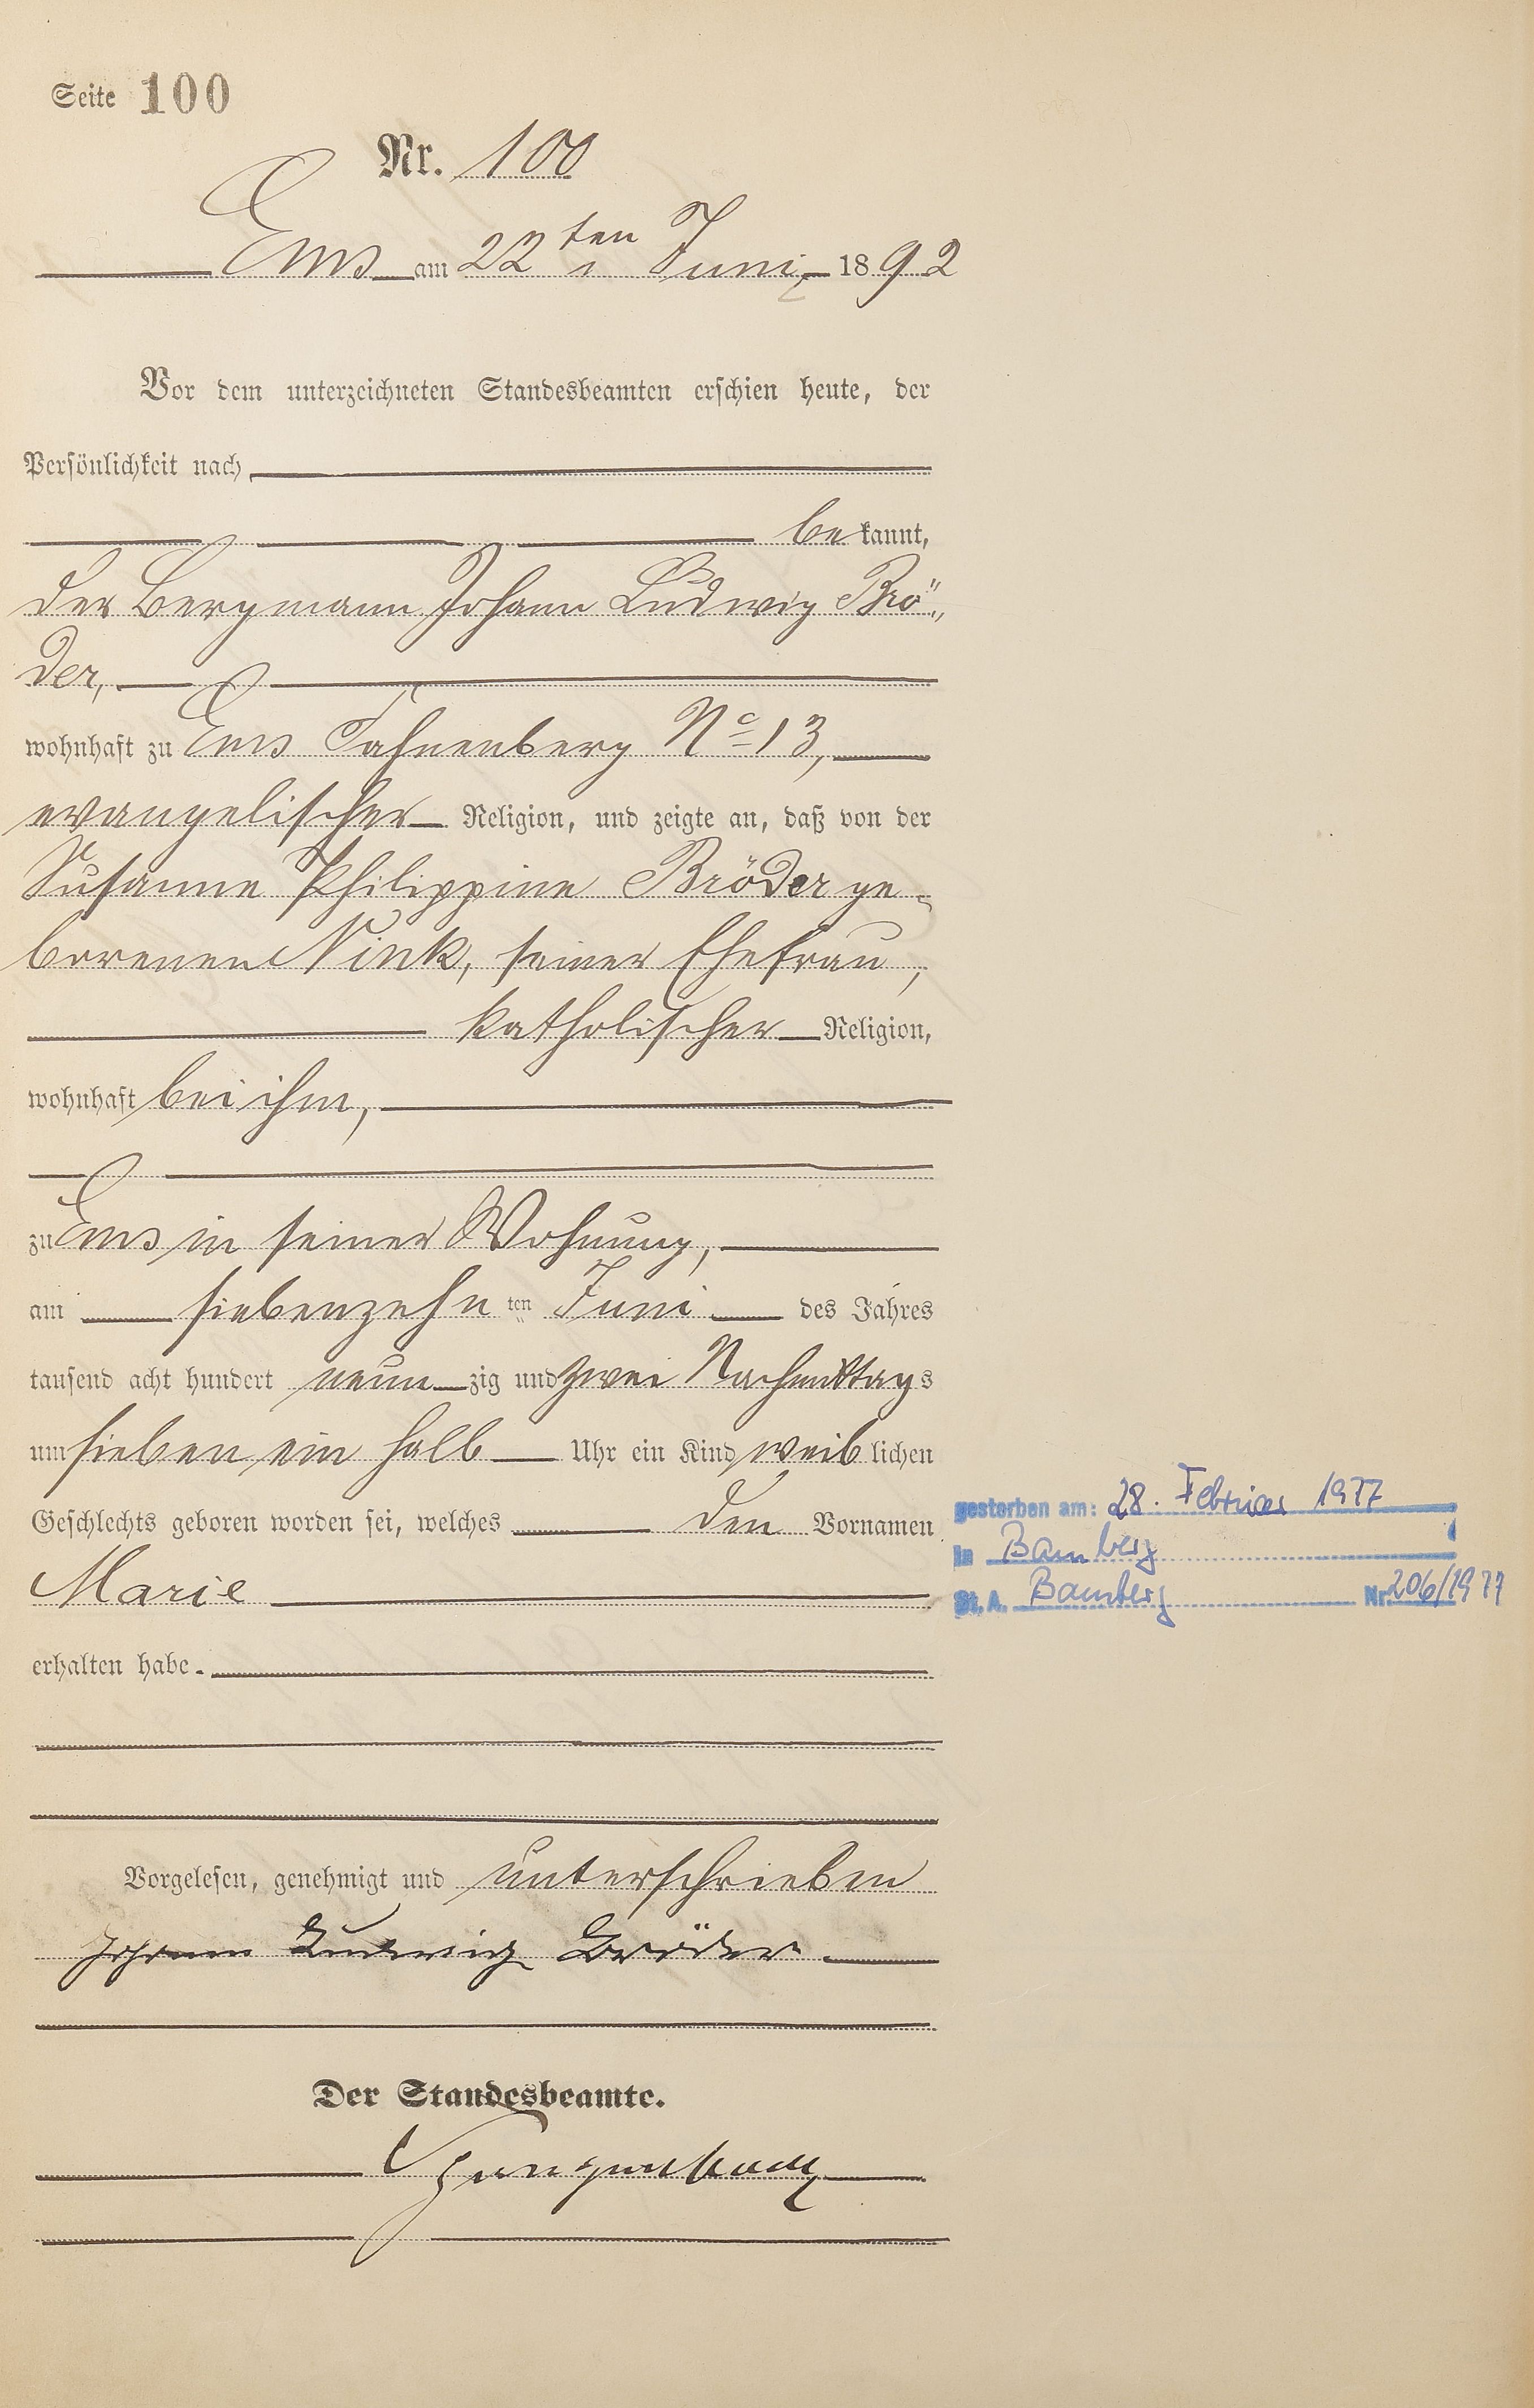 Seite 100
Nr. 100
Ems am 22ten Juni 1892
Vor dem unterzeichneten Standesbeamten erschien heute, der
Persönlichkeit nach
bekannt,
der Bergmann Johann Ludwig Brö„
der,
wohnhaft zu Ems Fahnenberg No 13,
evangelischer Religion, und zeigte an, daß von der
Susanne Philippine Bröder ge-
borenen Nink, seiner Ehefrau,
katholischer Religion,
wohnhaft bei ihm,
zu Ems in seiner Wohnung,
am siebenzehn ten Juni des Jahres
tausend acht hundert neunzig und zwei Nachmittags
um sieben ein halb Uhr ein Kind weiblichen
Geschlechts geboren worden sei, welches den Vornamen
Marie
erhalten habe.
gestorben am: 28. Februar 1977
in Bamberg
St. A. Bamberg Nr. 206/1977
Vorgelesen, genehmigt und unterschrieben
Johann Ludwig Bröder.
Der Standesbeamte.